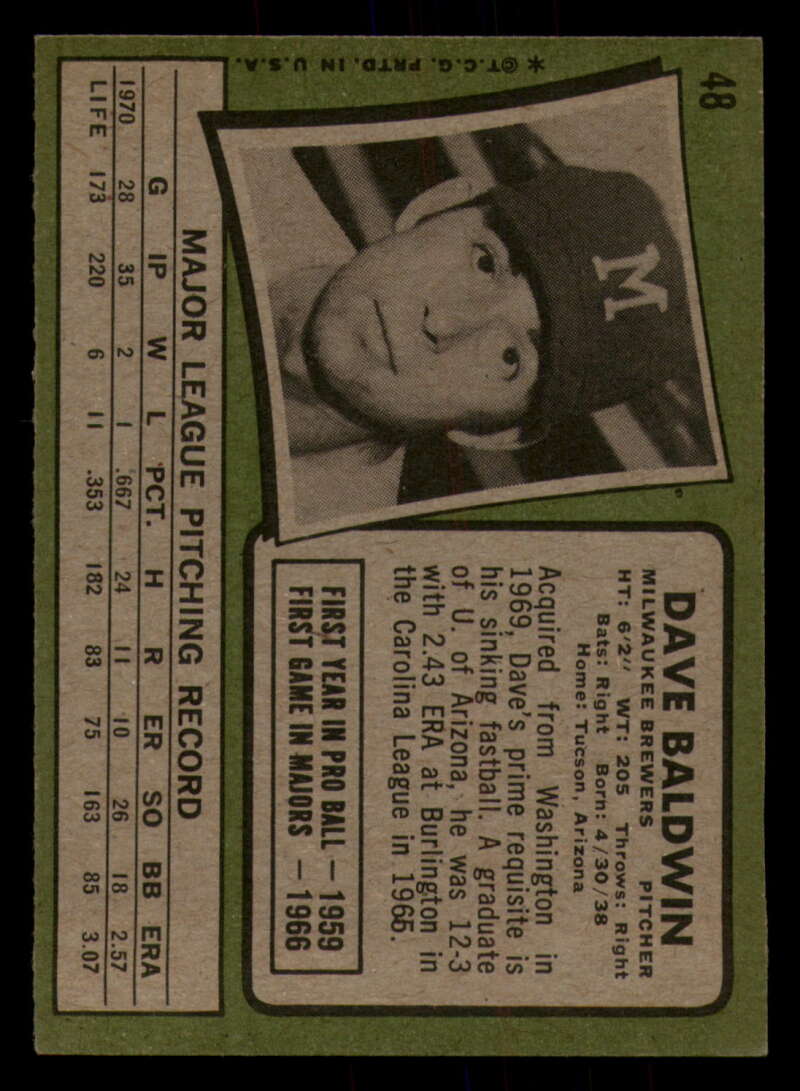 48
M
DAVE BALDWIN
MILWAUKEE BREWERS PITCHER
HT: 6'2" WT: 205 Throws: Right
Bats: Right Born: 4/30/38
Home: Tucson, Arizona
Acquired from Washington in
1969, Dave's prime requisite is
his sinking fastball. A graduate
of U. of Arizona, he was 12-3
with 2.43 ERA at Burlington in
the Carolina League in 1965.
FIRST YEAR IN PRO BALL — 1959
FIRST GAME IN MAJORS — 1966
*©T.C.G. PRTD. IN U.S.A.
MAJOR LEAGUE PITCHING RECORD
G IP W L PCT. H R ER SO BB ERA
1970 28 35 2 1 .667 24 11 10 26 18 2.57
LIFE 173 220 6 11 .353 182 83 75 163 85 3.07